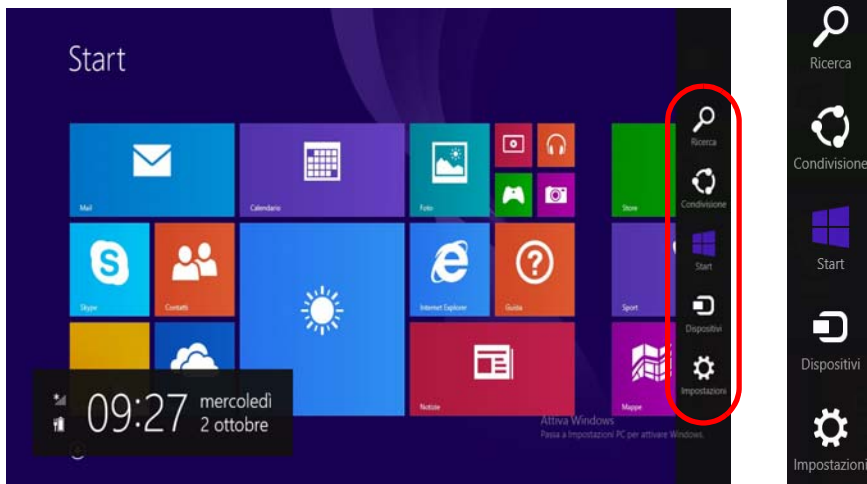 Start
Ricerca
Condivisione
Start
Dispositivi
Impostazioni
Mail
Calendario
Foto
Store
Skype
Contatti
Internet Explorer
Guida
Sport
Notizie
Mappe
09:27
mercoledì
2 ottobre
Attiva Windows
Passa a Impostazioni PC per attivare Windows.
Ricerca
Condivisione
Start
Dispositivi
Impostazioni